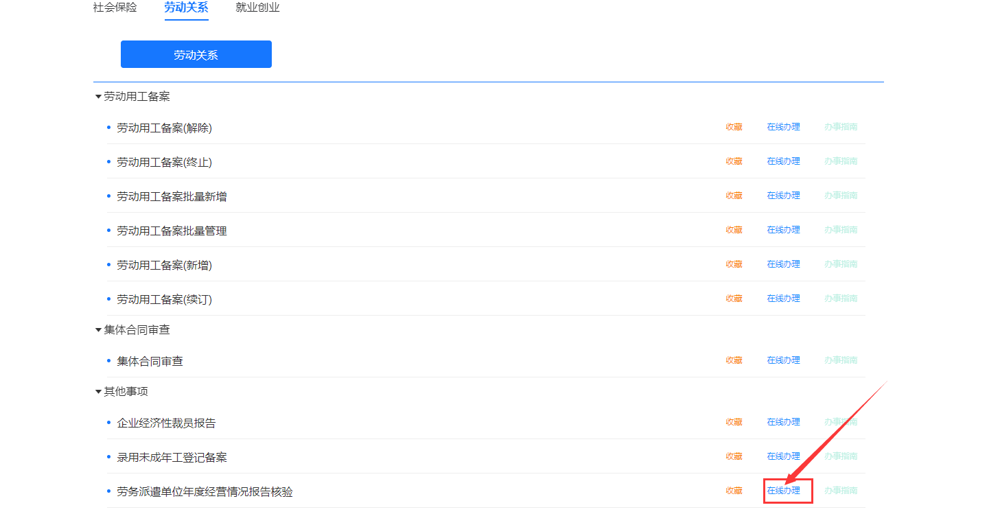 社会保险 劳动关系 就业创业
劳动关系
劳动用工备案
劳动用工备案(解除) 收藏 在线办理 办事指南
劳动用工备案(终止) 收藏 在线办理 办事指南
劳动用工备案批量新增 收藏 在线办理 办事指南
劳动用工备案批量管理 收藏 在线办理 办事指南
劳动用工备案(新增) 收藏 在线办理 办事指南
劳动用工备案(续订) 收藏 在线办理 办事指南
集体合同审查
集体合同审查 收藏 在线办理 办事指南
其他事项
企业经济性裁员报告 收藏 在线办理 办事指南
录用未成年工登记备案 收藏 在线办理 办事指南
劳务派遣单位年度经营情况报告核验 收藏 在线办理 办事指南